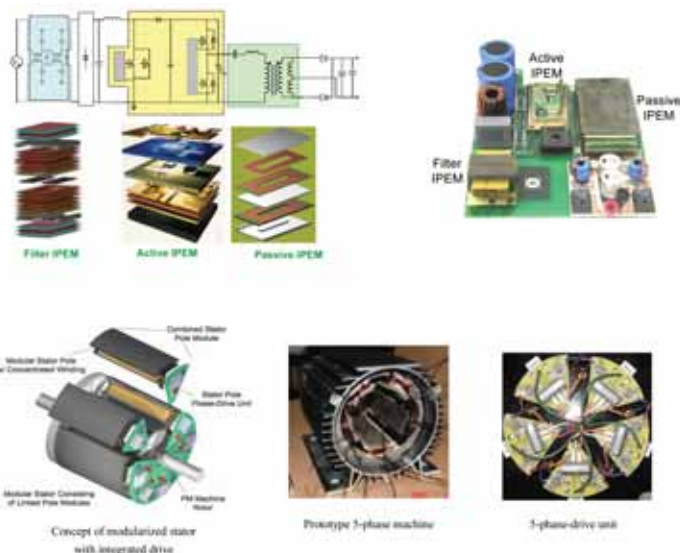 Filter IPEM
Active IPEM
Passive IPEM
Active
IPEM
Passive
IPEM
Filter
IPEM
Combined Stator
Pole Module
Modular Stator Pole
Concentrated Winding
Stator Pole
Phase-Drive Unit
Modular Stator Consisting
of Linked Pole Modules
PM Machine
Rotor
Concept of modularized stator
with integrated drive
Prototype 5-phase machine
5-phase-drive unit